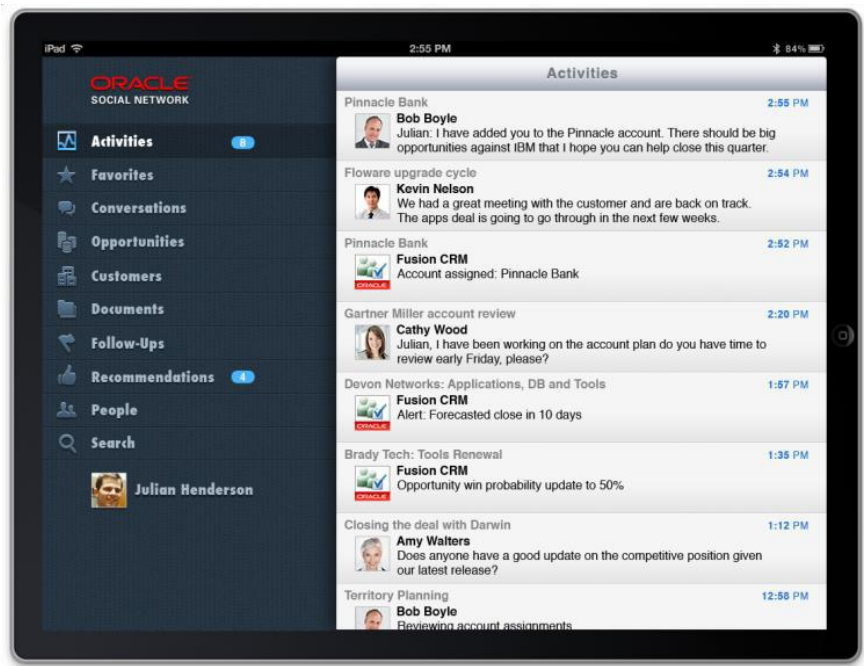 iPad
2:55 PM
84%
ORACLE
SOCIAL NETWORK
Activities 8
Favorites
Conversations
Opportunities
Customers
Documents
Follow-Ups
Recommendations 4
People
Search
Julian Henderson
Activities
Pinnacle Bank 2:55 PM
Bob Boyle
Julian: I have added you to the Pinnacle account. There should be big
opportunities against IBM that I hope you can help close this quarter.
Floware upgrade cycle 2:54 PM
Kevin Nelson
We had a great meeting with the customer and are back on track.
The apps deal is going to go through in the next few weeks.
Pinnacle Bank 2:52 PM
Fusion CRM
Account assigned: Pinnacle Bank
ORACLE
Gartner Miller account review 2:20 PM
Cathy Wood
Julian, I have been working on the account plan do you have time to
review early Friday, please?
Devon Networks: Applications, DB and Tools 1:57 PM
Fusion CRM
Alert: Forecasted close in 10 days
ORACLE
Brady Tech: Tools Renewal 1:35 PM
Fusion CRM
Opportunity win probability update to 50%
ORACLE
Closing the deal with Darwin 1:12 PM
Amy Walters
Does anyone have a good update on the competitive position given
our latest release?
Territory Planning 12:58 PM
Bob Boyle
Reviewing account assignments